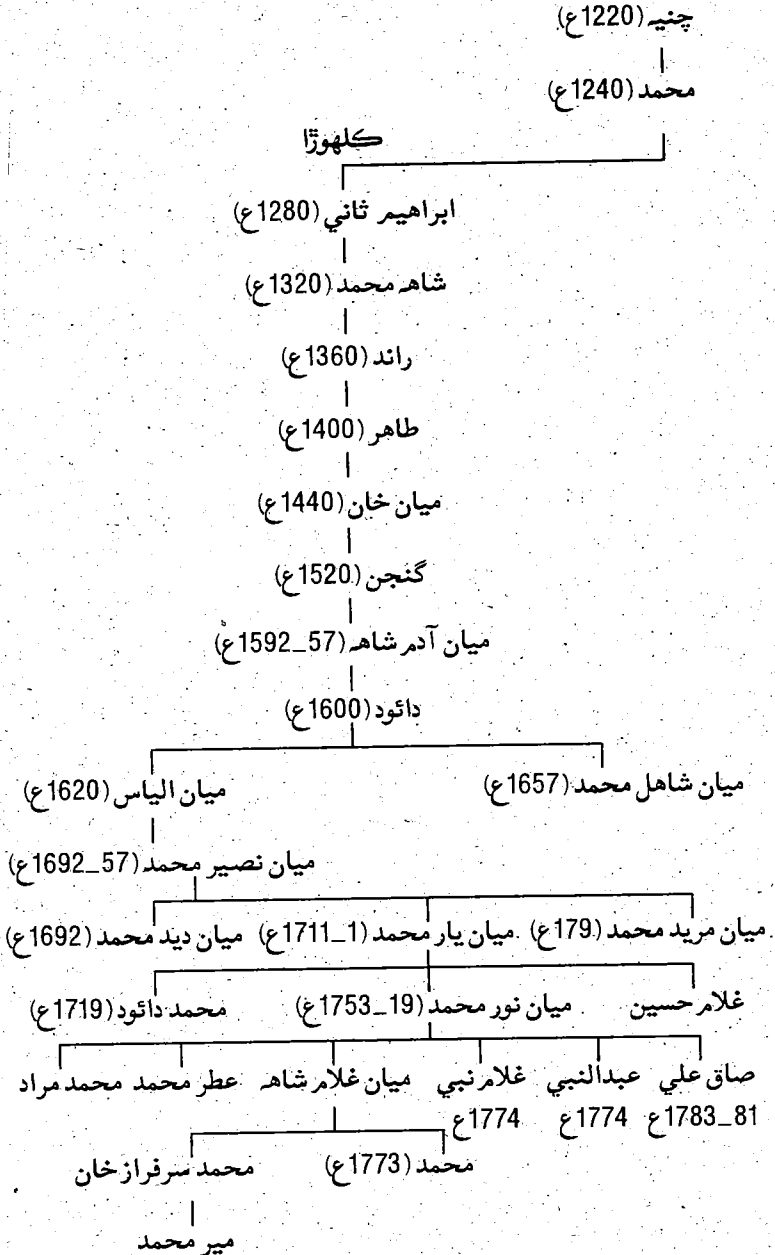 چنيه (1220ع)
محمد (1240ع)
ڪلهوڙا
ابراهيم ثاني (1280ع)
شاهه محمد (1320ع)
راند (1360ع)
طاهر (1400ع)
ميان خان (1440ع)
گنجن (1520ع)
ميان آدم شاهه (57_1592ع)
دائود (1600ع)
ميان شاهل محمد (1657ع) ميان الياس (1620ع)
ميان نصير محمد (57_1692ع)
ميان مريد محمد (179ع) ميان يار محمد (1_1711ع) ميان ديد محمد (1692ع)
غلام حسين ميان نور محمد (19_1753ع) محمد دائود (1719ع)
صاق علي عبدالنبي غلام نبي ميان غلام شاهه عطر محمد محمد مراد
81_1783ع 1774ع 1774ع
محمد (1773ع) محمد سرفراز خان
مير محمد